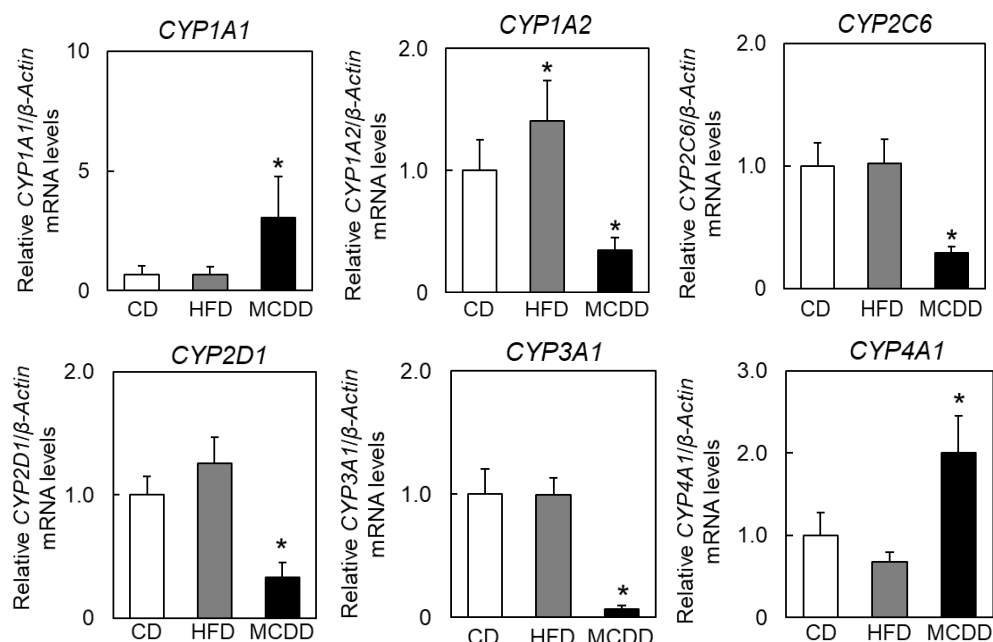 CYP1A1
Relative CYP1A1/β-Actin
mRNA levels
10
5
0
*
CD HFD MCDD
CYP1A2
Relative CYP1A2/β-Actin
mRNA levels
2.0
1.0
0
*
*
CD HFD MCDD
CYP2C6
Relative CYP2C6/β-Actin
mRNA levels
2.0
1.0
0
*
CD HFD MCDD
CYP2D1
Relative CYP2D1/β-Actin
mRNA levels
2.0
1.0
0
*
CD HFD MCDD
CYP3A1
Relative CYP3A1/β-Actin
mRNA levels
2.0
1.0
0
*
CD HFD MCDD
CYP4A1
Relative CYP4A1/β-Actin
mRNA levels
3.0
2.0
1.0
0
*
CD HFD MCDD